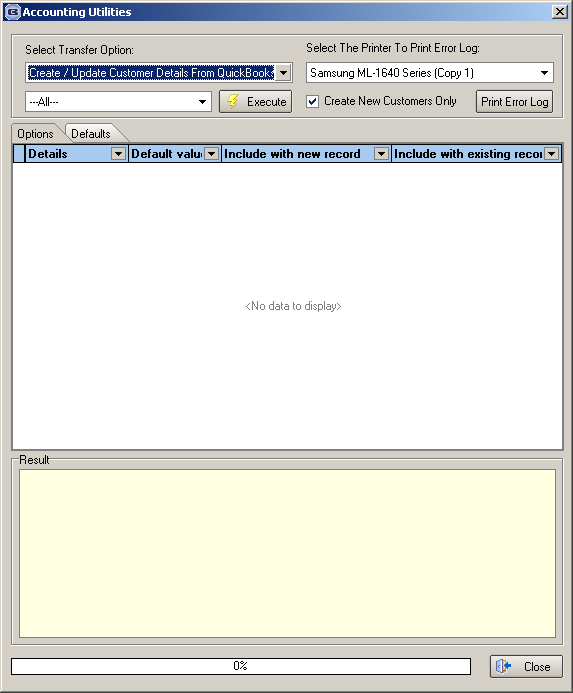 Accounting Utilities
Select Transfer Option:
Select The Printer To Print Error Log:
Create / Update Customer Details From QuickBooks
Samsung ML-1640 Series (Copy 1)
---All---
Execute
Create New Customers Only
Print Error Log
Options
Defaults
Details
Default valu
Include with new record
Include with existing recor
<No data to display>
Result
0%
Close